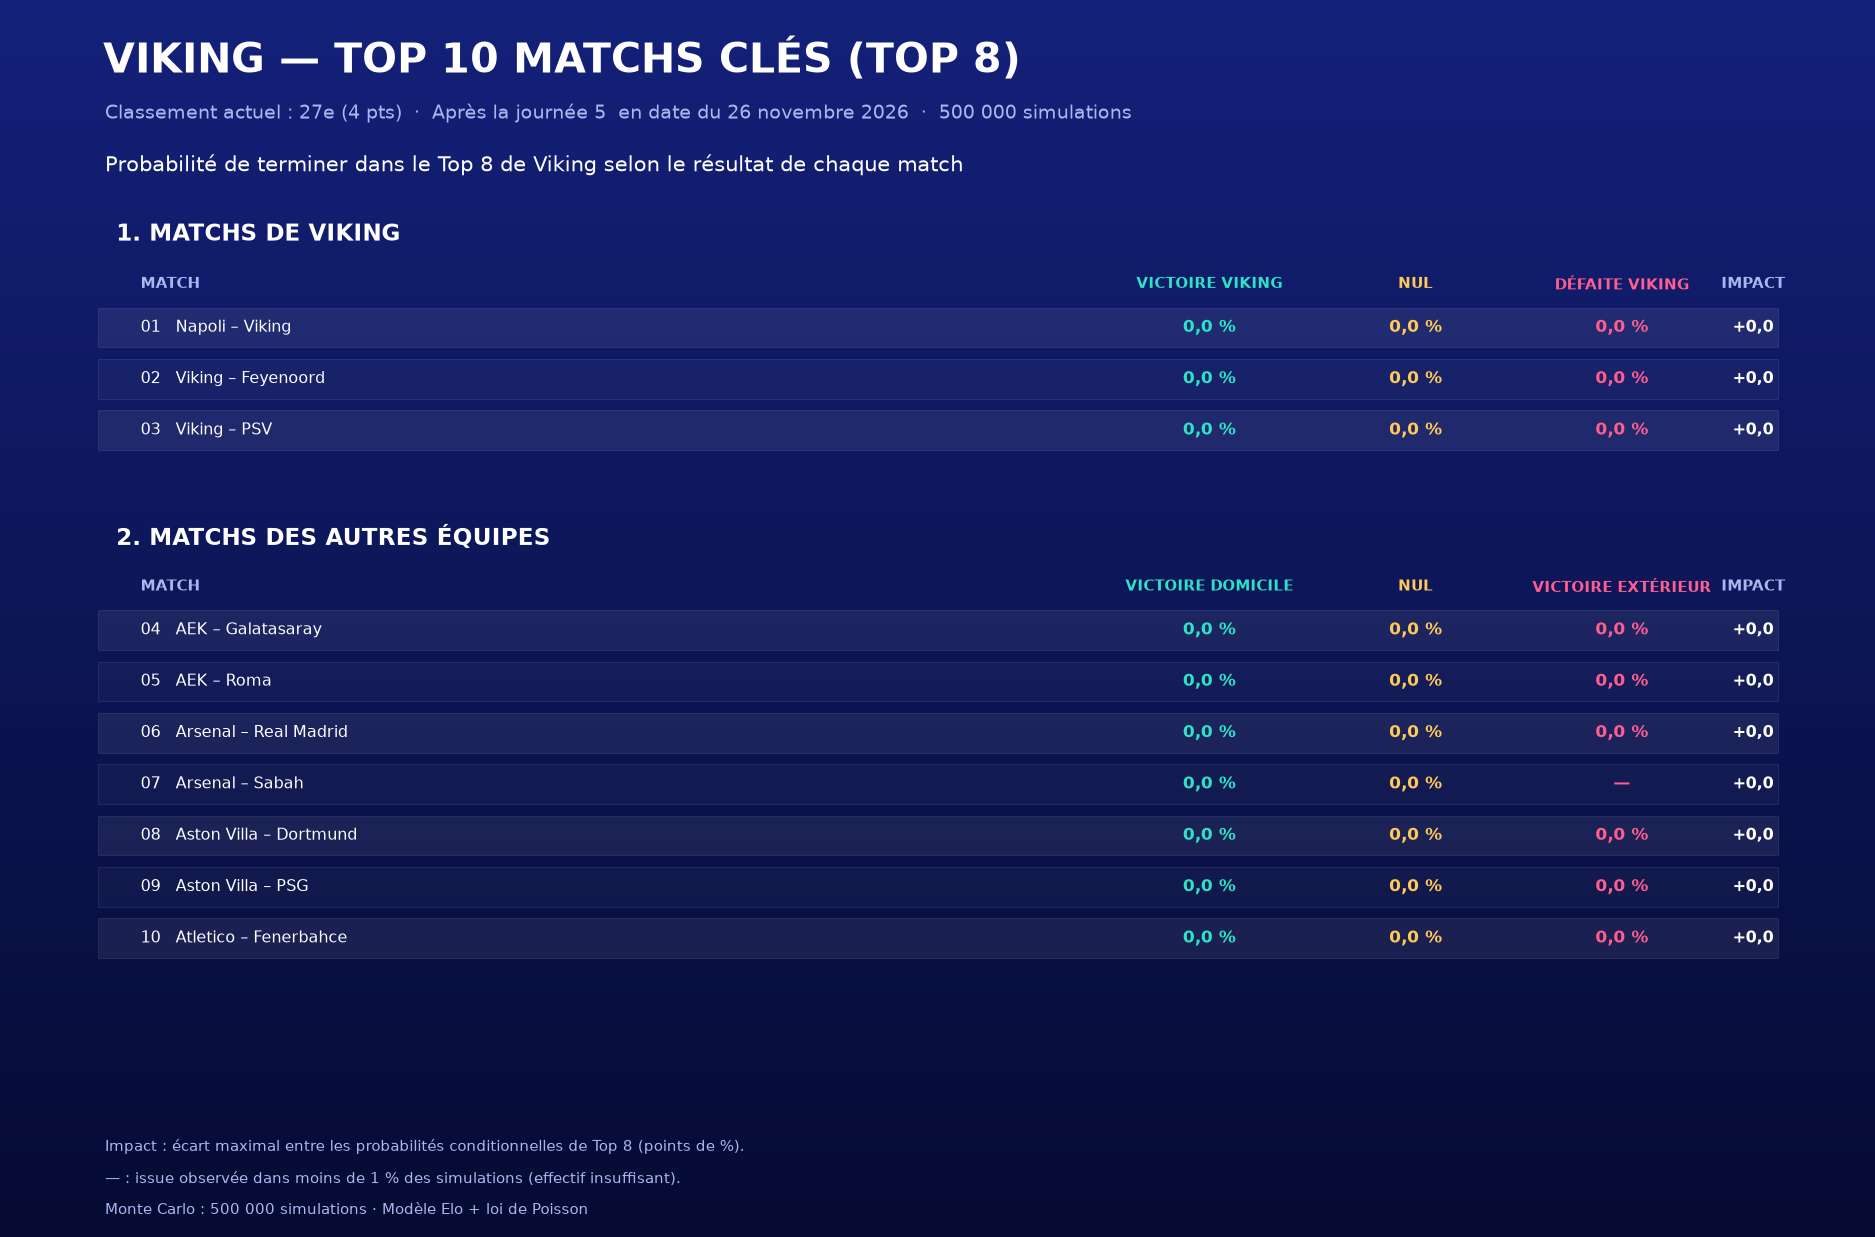 VIKING — TOP 10 MATCHS CLÉS (TOP 8)
Classement actuel : 27e (4 pts) · Après la journée 5 en date du 26 novembre 2026 · 500 000 simulations
Probabilité de terminer dans le Top 8 de Viking selon le résultat de chaque match
1. MATCHS DE VIKING
MATCH VICTOIRE VIKING NUL DÉFAITE VIKING IMPACT
01 Napoli – Viking 0,0 % 0,0 % 0,0 % +0,0
02 Viking – Feyenoord 0,0 % 0,0 % 0,0 % +0,0
03 Viking – PSV 0,0 % 0,0 % 0,0 % +0,0
2. MATCHS DES AUTRES ÉQUIPES
MATCH VICTOIRE DOMICILE NUL VICTOIRE EXTÉRIEUR IMPACT
04 AEK – Galatasaray 0,0 % 0,0 % 0,0 % +0,0
05 AEK – Roma 0,0 % 0,0 % 0,0 % +0,0
06 Arsenal – Real Madrid 0,0 % 0,0 % 0,0 % +0,0
07 Arsenal – Sabah 0,0 % 0,0 % — +0,0
08 Aston Villa – Dortmund 0,0 % 0,0 % 0,0 % +0,0
09 Aston Villa – PSG 0,0 % 0,0 % 0,0 % +0,0
10 Atletico – Fenerbahce 0,0 % 0,0 % 0,0 % +0,0
Impact : écart maximal entre les probabilités conditionnelles de Top 8 (points de %).
— : issue observée dans moins de 1 % des simulations (effectif insuffisant).
Monte Carlo : 500 000 simulations · Modèle Elo + loi de Poisson